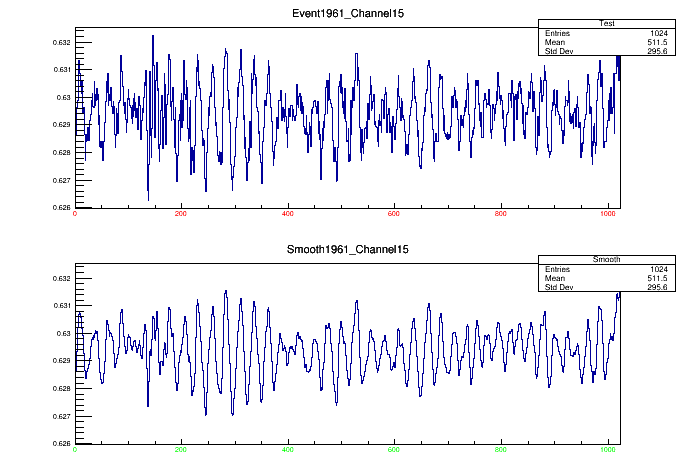 Event1961_Channel15
Test
Entries 1024
Mean 511.5
Std Dev 295.6
0.632
0.631
0.63
0.629
0.628
0.627
0.626
0 200 400 600 800 1000
Smooth1961_Channel15
Smooth
Entries 1024
Mean 511.5
Std Dev 295.6
0.632
0.631
0.63
0.629
0.628
0.627
0.626
0 200 400 600 800 1000